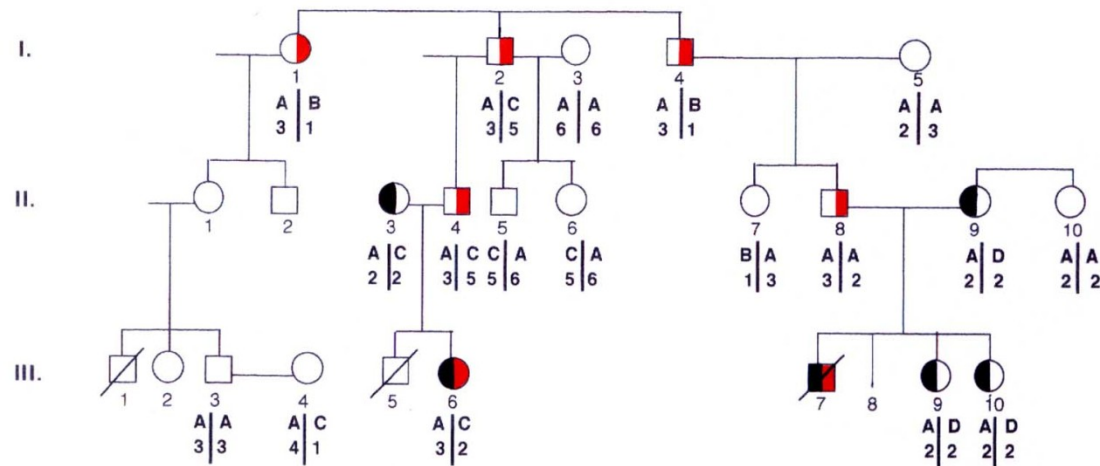 I.
1 2 3 4 5
A B A C A A A B A A
3 1 3 5 6 6 3 1 2 3
II.
1 2 3 4 5 6 7 8 9 10
A C A C C A C A B A A A A D A A
2 2 3 5 5 6 5 6 1 3 3 2 2 2 2 2
III.
1 2 3 4 5 6 7 8 9 10
A A A C A C A D A D
3 3 4 1 3 2 2 2 2 2